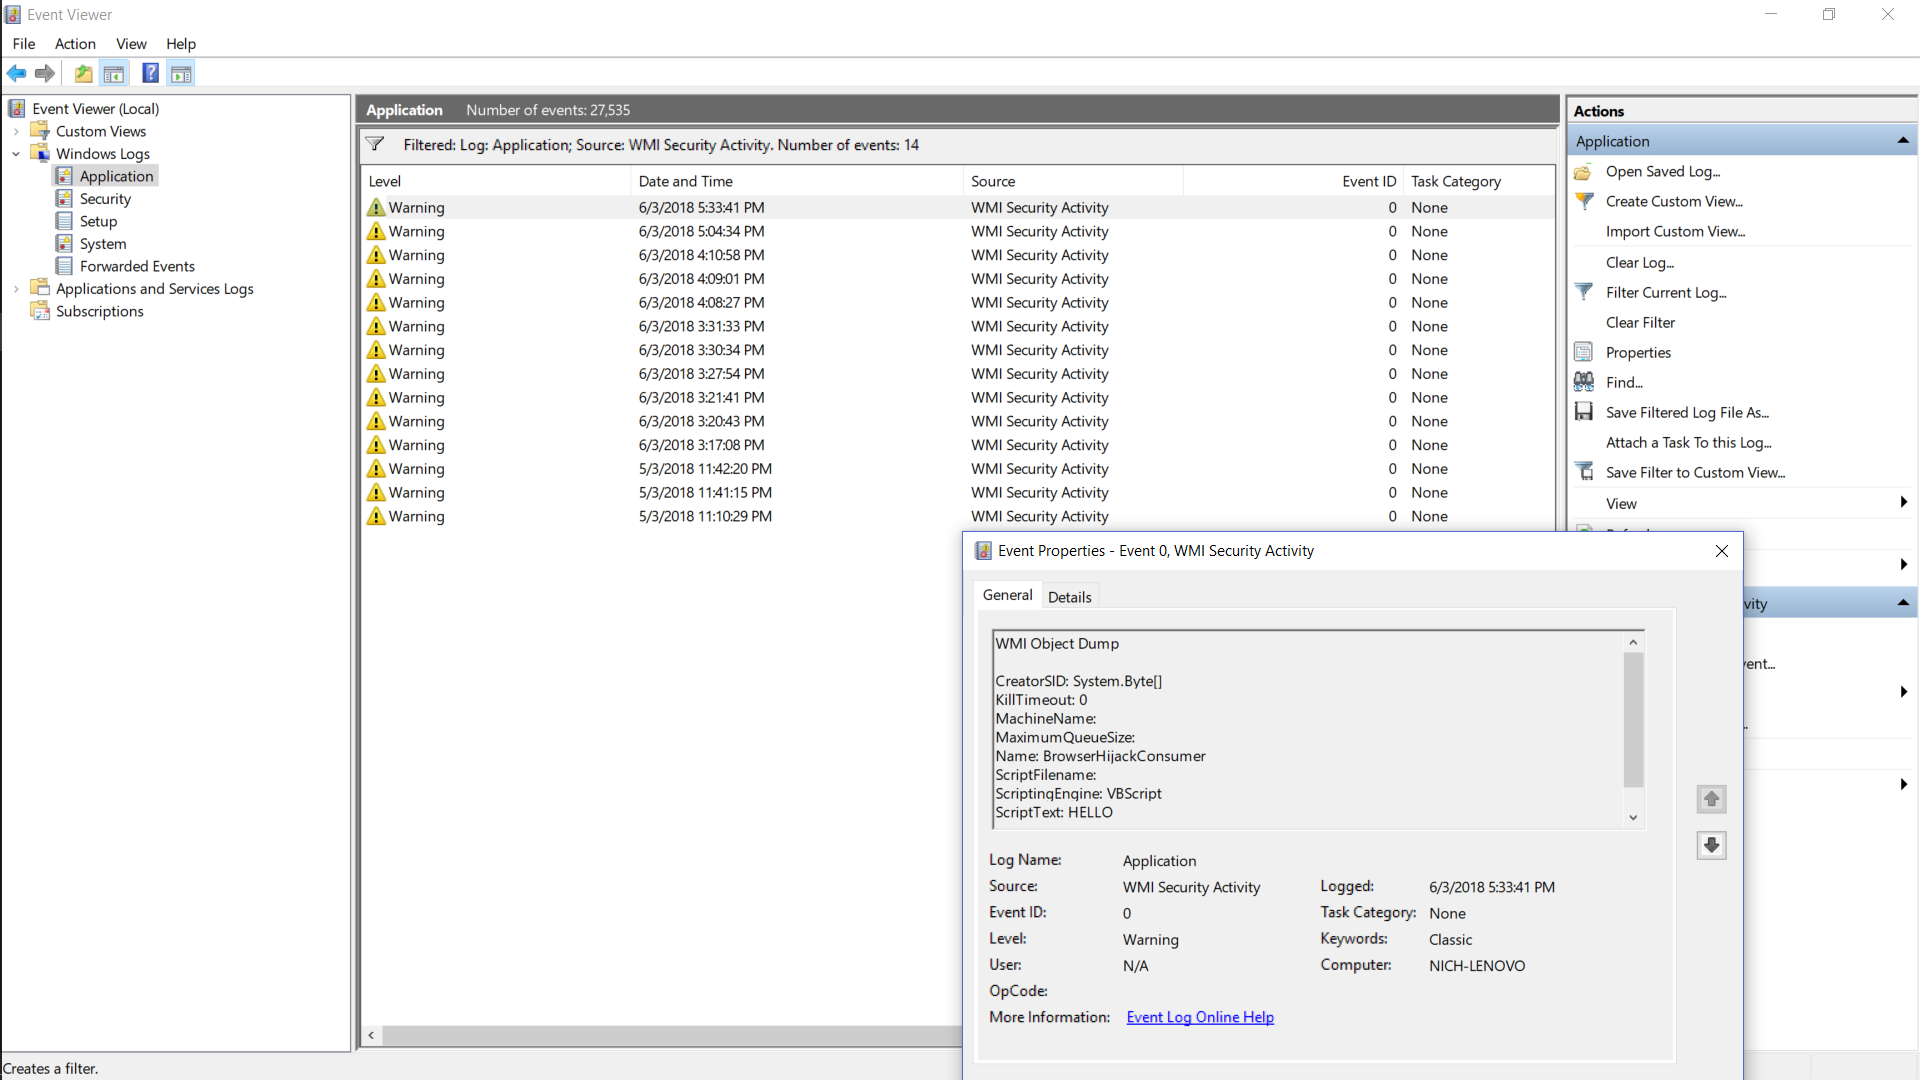 Event Viewer
File Action View Help
Event Viewer (Local)
Custom Views
Windows Logs
Application
Security
Setup
System
Forwarded Events
Applications and Services Logs
Subscriptions
Application Number of events: 27,535
Filtered: Log: Application; Source: WMI Security Activity. Number of events: 14
Level Date and Time Source Event ID Task Category
Warning 6/3/2018 5:33:41 PM WMI Security Activity 0 None
Warning 6/3/2018 5:04:34 PM WMI Security Activity 0 None
Warning 6/3/2018 4:10:58 PM WMI Security Activity 0 None
Warning 6/3/2018 4:09:01 PM WMI Security Activity 0 None
Warning 6/3/2018 4:08:27 PM WMI Security Activity 0 None
Warning 6/3/2018 3:31:33 PM WMI Security Activity 0 None
Warning 6/3/2018 3:30:34 PM WMI Security Activity 0 None
Warning 6/3/2018 3:27:54 PM WMI Security Activity 0 None
Warning 6/3/2018 3:21:41 PM WMI Security Activity 0 None
Warning 6/3/2018 3:20:43 PM WMI Security Activity 0 None
Warning 6/3/2018 3:17:08 PM WMI Security Activity 0 None
Warning 5/3/2018 11:42:20 PM WMI Security Activity 0 None
Warning 5/3/2018 11:41:15 PM WMI Security Activity 0 None
Warning 5/3/2018 11:10:29 PM WMI Security Activity 0 None
Actions
Application
Open Saved Log...
Create Custom View...
Import Custom View...
Clear Log...
Filter Current Log...
Clear Filter
Properties
Find...
Save Filtered Log File As...
Attach a Task To this Log...
Save Filter to Custom View...
View
Event Properties - Event 0, WMI Security Activity
General Details
WMI Object Dump
CreatorSID: System.Byte[]
KillTimeout: 0
MachineName:
MaximumQueueSize:
Name: BrowserHijackConsumer
ScriptFilename:
ScriptingEngine: VBScript
ScriptText: HELLO
Log Name: Application
Source: WMI Security Activity Logged: 6/3/2018 5:33:41 PM
Event ID: 0 Task Category: None
Level: Warning Keywords: Classic
User: N/A Computer: NICH-LENOVO
OpCode:
More Information: Event Log Online Help
Creates a filter.